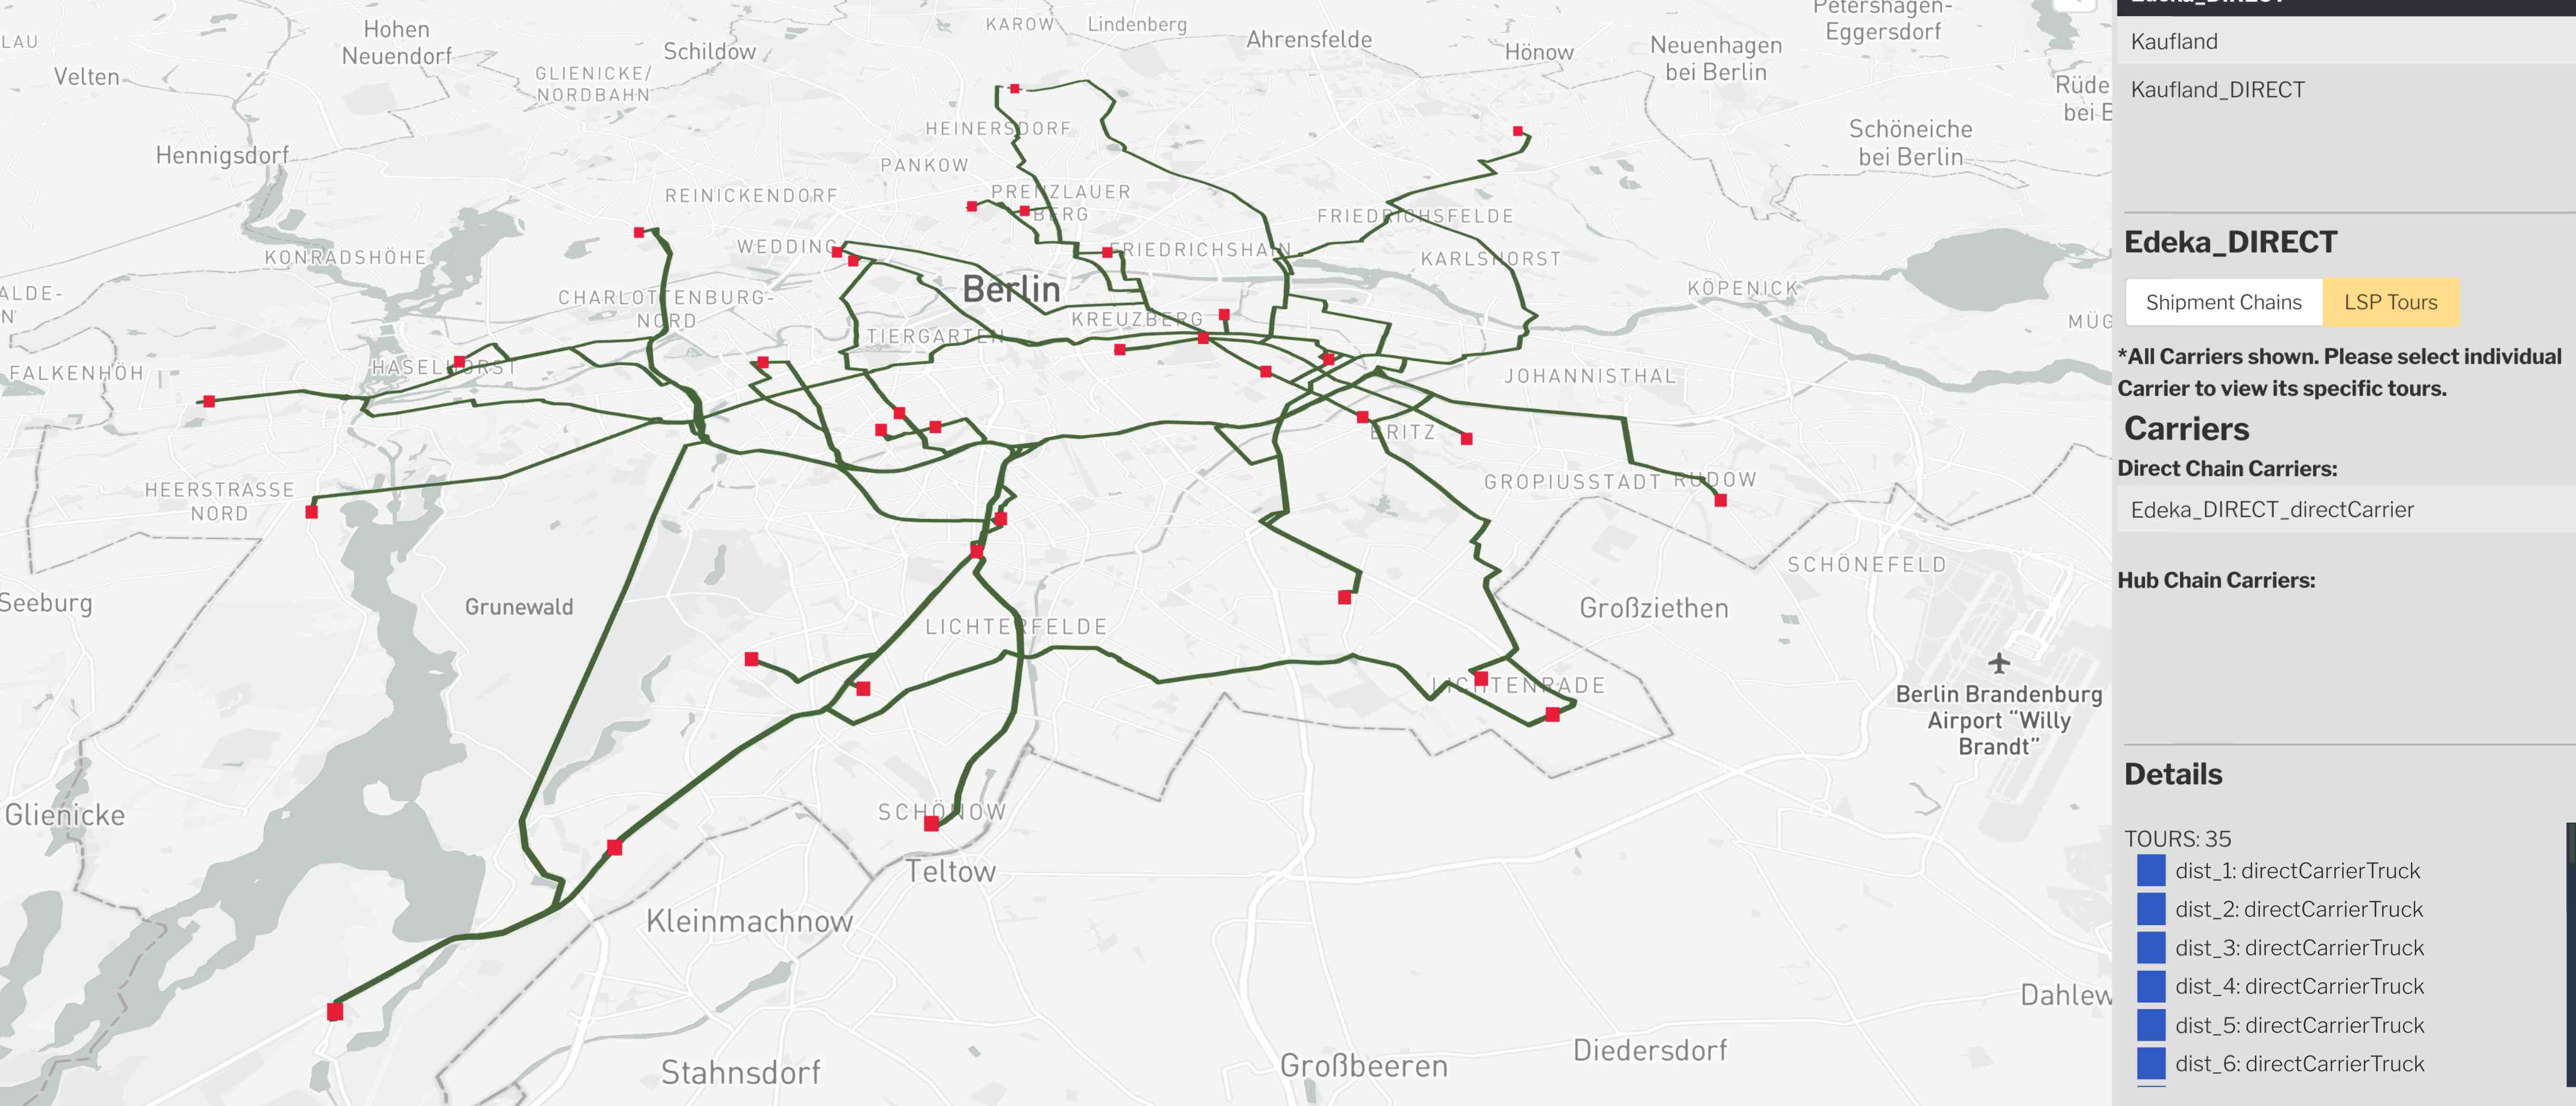 KAROW
Lindenberg
Petershagen-
Eggersdorf
LAU
Hohen
Neuendorf
Schildow
Ahrensfelde
Hönow
Neuenhagen
bei Berlin
Velten
GLIENICKE/
NORDBAHN
Rüde
bei B
HEINERSDORF
Schöneiche
bei Berlin
Hennigsdorf
PANKOW
REINICKENDORF
PRENZLAUER
BERG
FRIEDRICHSFELDE
WEDDING
FRIEDRICHSHAIN
KONRADSHÖHE
KARLSHORST
Berlin
KÖPENICK
ALDE-
N
CHARLOTTENBURG-
NORD
KREUZBERG
MÜG
TIERGARTEN
FALKENHÖH
HASELHORST
JOHANNISTHAL
BRITZ
HEERSTRASSE
NORD
GROPIUSSTADT
RUDOW
SCHÖNEFELD
Seeburg
Grunewald
Großziethen
LICHTERFELDE
LICHTENRADE
Berlin Brandenburg
Airport “Willy
Brandt”
Glienicke
SCHÖNOW
Teltow
Kleinmachnow
Dahlew
Stahnsdorf
Großbeeren
Diedersdorf
Edeka_DIRECT
Kaufland
Kaufland_DIRECT
Edeka_DIRECT
Shipment Chains
LSP Tours
*All Carriers shown. Please select individual
Carrier to view its specific tours.
Carriers
Direct Chain Carriers:
Edeka_DIRECT_directCarrier
Hub Chain Carriers:
Details
TOURS: 35
dist_1: directCarrierTruck
dist_2: directCarrierTruck
dist_3: directCarrierTruck
dist_4: directCarrierTruck
dist_5: directCarrierTruck
dist_6: directCarrierTruck